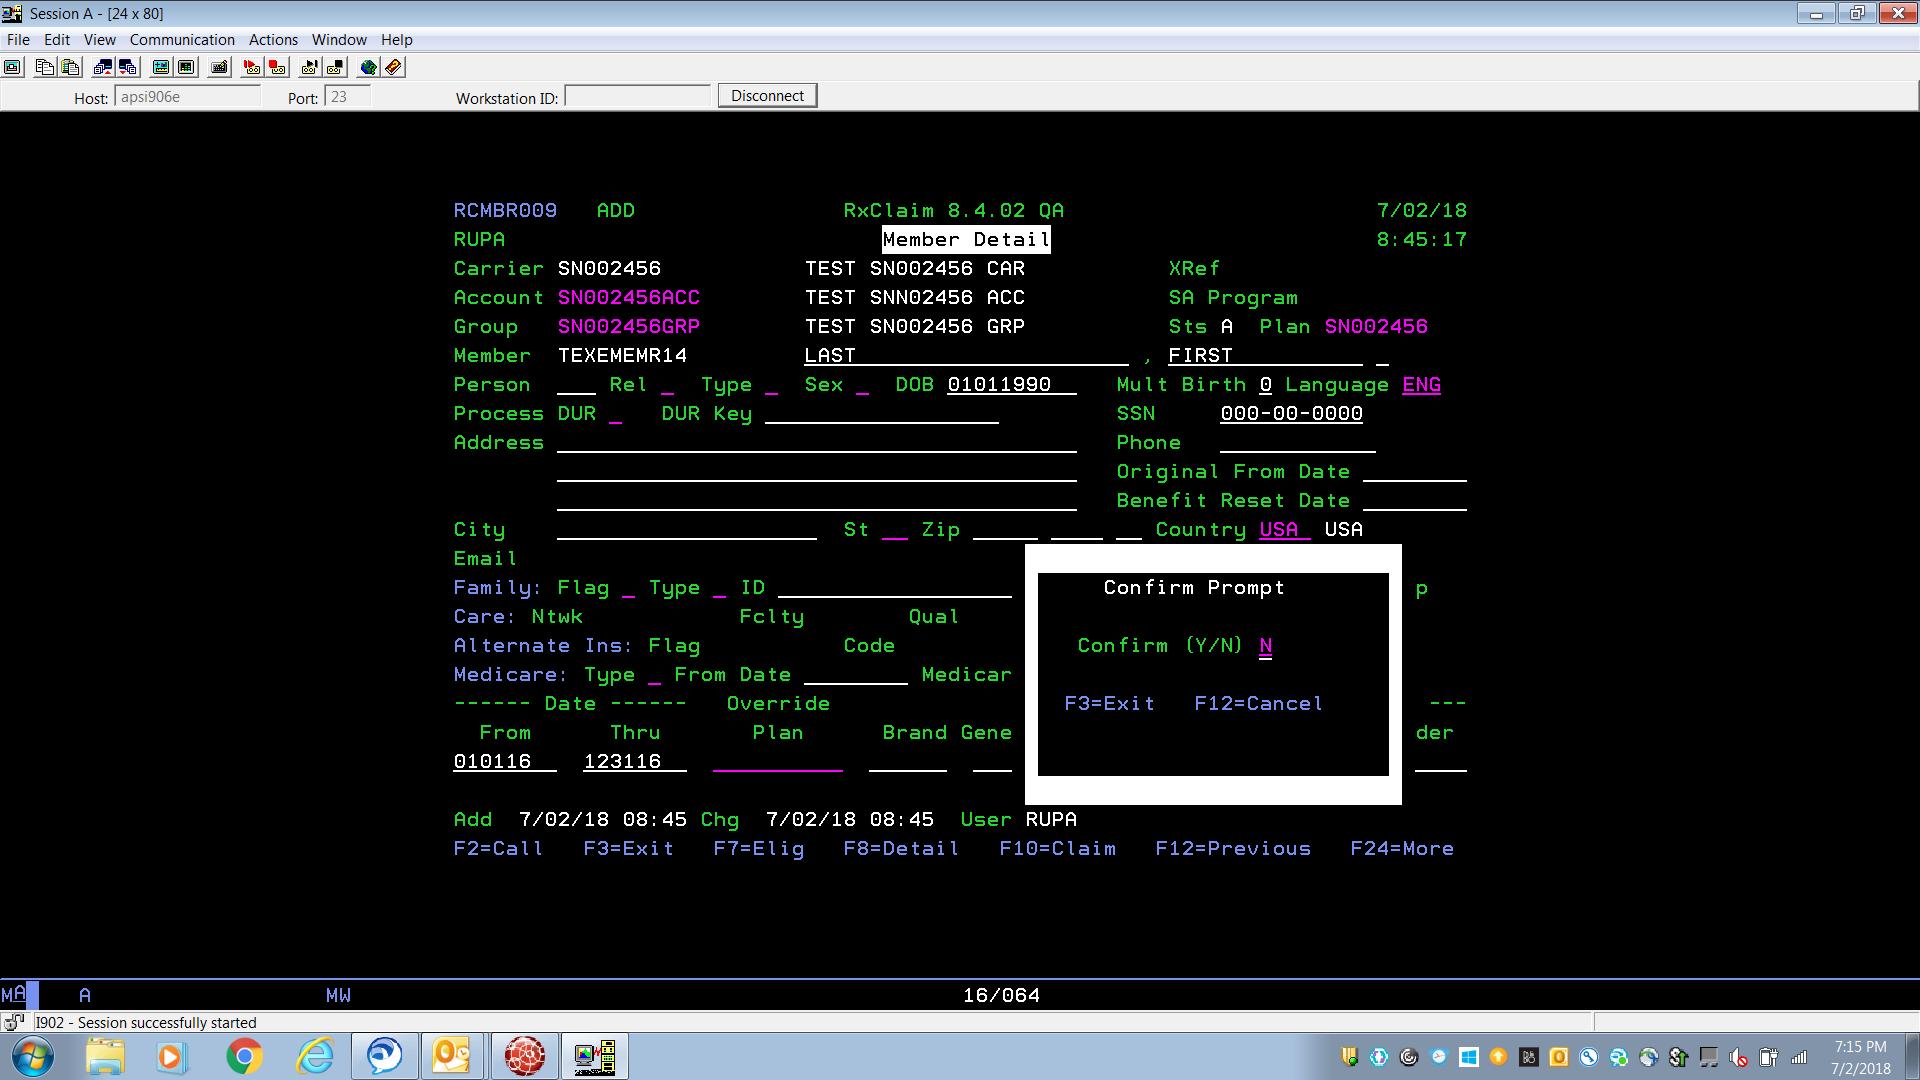 Session A - [24 x 80]
File Edit View Communication Actions Window Help
Host: apsi906e Port: 23 Workstation ID: Disconnect
RCMBR009 ADD RxClaim 8.4.02 QA 7/02/18
RUPA Member Detail 8:45:17
Carrier SN002456 TEST SN002456 CAR XRef
Account SN002456ACC TEST SNN02456 ACC SA Program
Group SN002456GRP TEST SN002456 GRP Sts A Plan SN002456
Member TEXEMEMR14 LAST , FIRST
Person Rel Type Sex DOB 01011990 Mult Birth 0 Language ENG
Process DUR DUR Key SSN 000-00-0000
Address Phone
Original From Date
Benefit Reset Date
City St Zip Country USA USA
Email
Family: Flag Type ID Confirm Prompt p
Care: Ntwk Fclty Qual
Alternate Ins: Flag Code Confirm (Y/N) N
Medicare: Type From Date Medicar
------ Date ------ Override F3=Exit F12=Cancel ---
From Thru Plan Brand Gene der
010116 123116
Add 7/02/18 08:45 Chg 7/02/18 08:45 User RUPA
F2=Call F3=Exit F7=Elig F8=Detail F10=Claim F12=Previous F24=More
MA A MW 16/064
I902 - Session successfully started
7:15 PM
7/2/2018